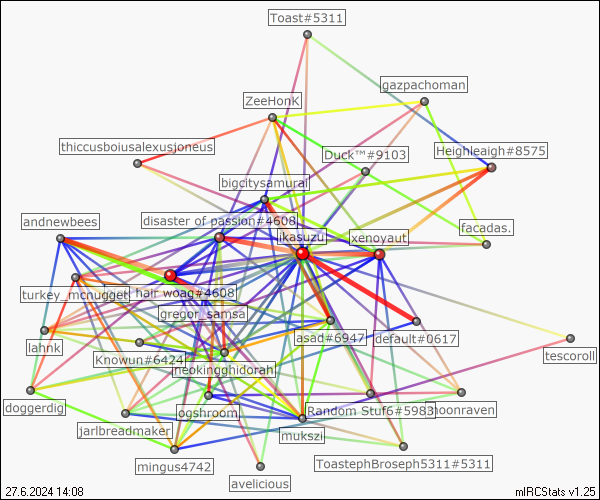 Toast#5311
gazpachoman
ZeeHonK
thiccusboiusalexusjoneus
Duck™#9103
Heighleaigh#8575
bigcitysamurai
andnewbees
disaster of passion#4608
ikasuzu
xenoyaut
facadas.
turkey_mcnugget
hair woag#4608
gregor_samsa
lahnk
Knowun#6424
asad#6947
default#0617
tescoroll
neokingghidorah
doggerdig
ogshroom
Random Stuf6#5983
noonraven
jarlbreadmaker
mukszi
mingus4742
ToastephBroseph5311#5311
avelicious
27.6.2024 14:08
mIRCStats v1.25